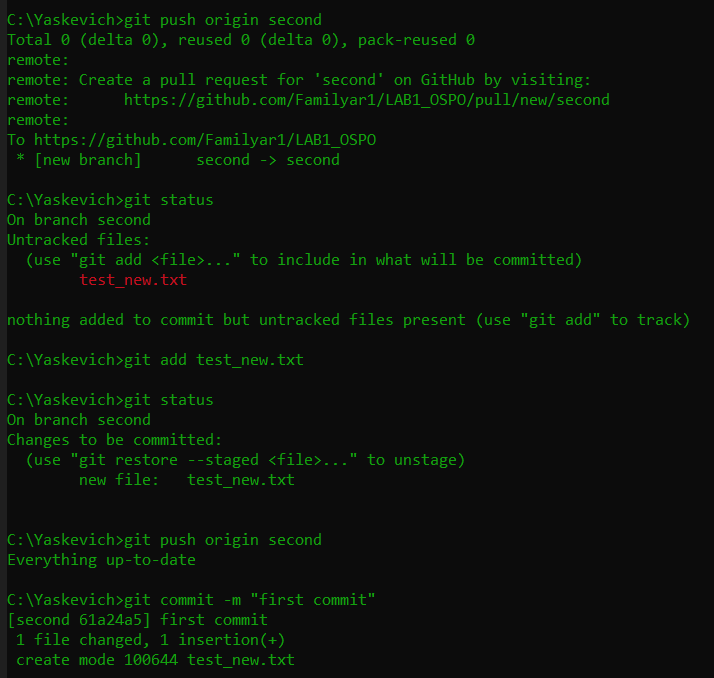 C:\Yaskevich>git push origin second
Total 0 (delta 0), reused 0 (delta 0), pack-reused 0
remote:
remote: Create a pull request for 'second' on GitHub by visiting:
remote:      https://github.com/Familyar1/LAB1_OSPO/pull/new/second
remote:
To https://github.com/Familyar1/LAB1_OSPO
 * [new branch]      second -> second
C:\Yaskevich>git status
On branch second
Untracked files:
  (use "git add <file>..." to include in what will be committed)
        test_new.txt
nothing added to commit but untracked files present (use "git add" to track)
C:\Yaskevich>git add test_new.txt
C:\Yaskevich>git status
On branch second
Changes to be committed:
  (use "git restore --staged <file>..." to unstage)
        new file:   test_new.txt
C:\Yaskevich>git push origin second
Everything up-to-date
C:\Yaskevich>git commit -m "first commit"
[second 61a24a5] first commit
 1 file changed, 1 insertion(+)
 create mode 100644 test_new.txt